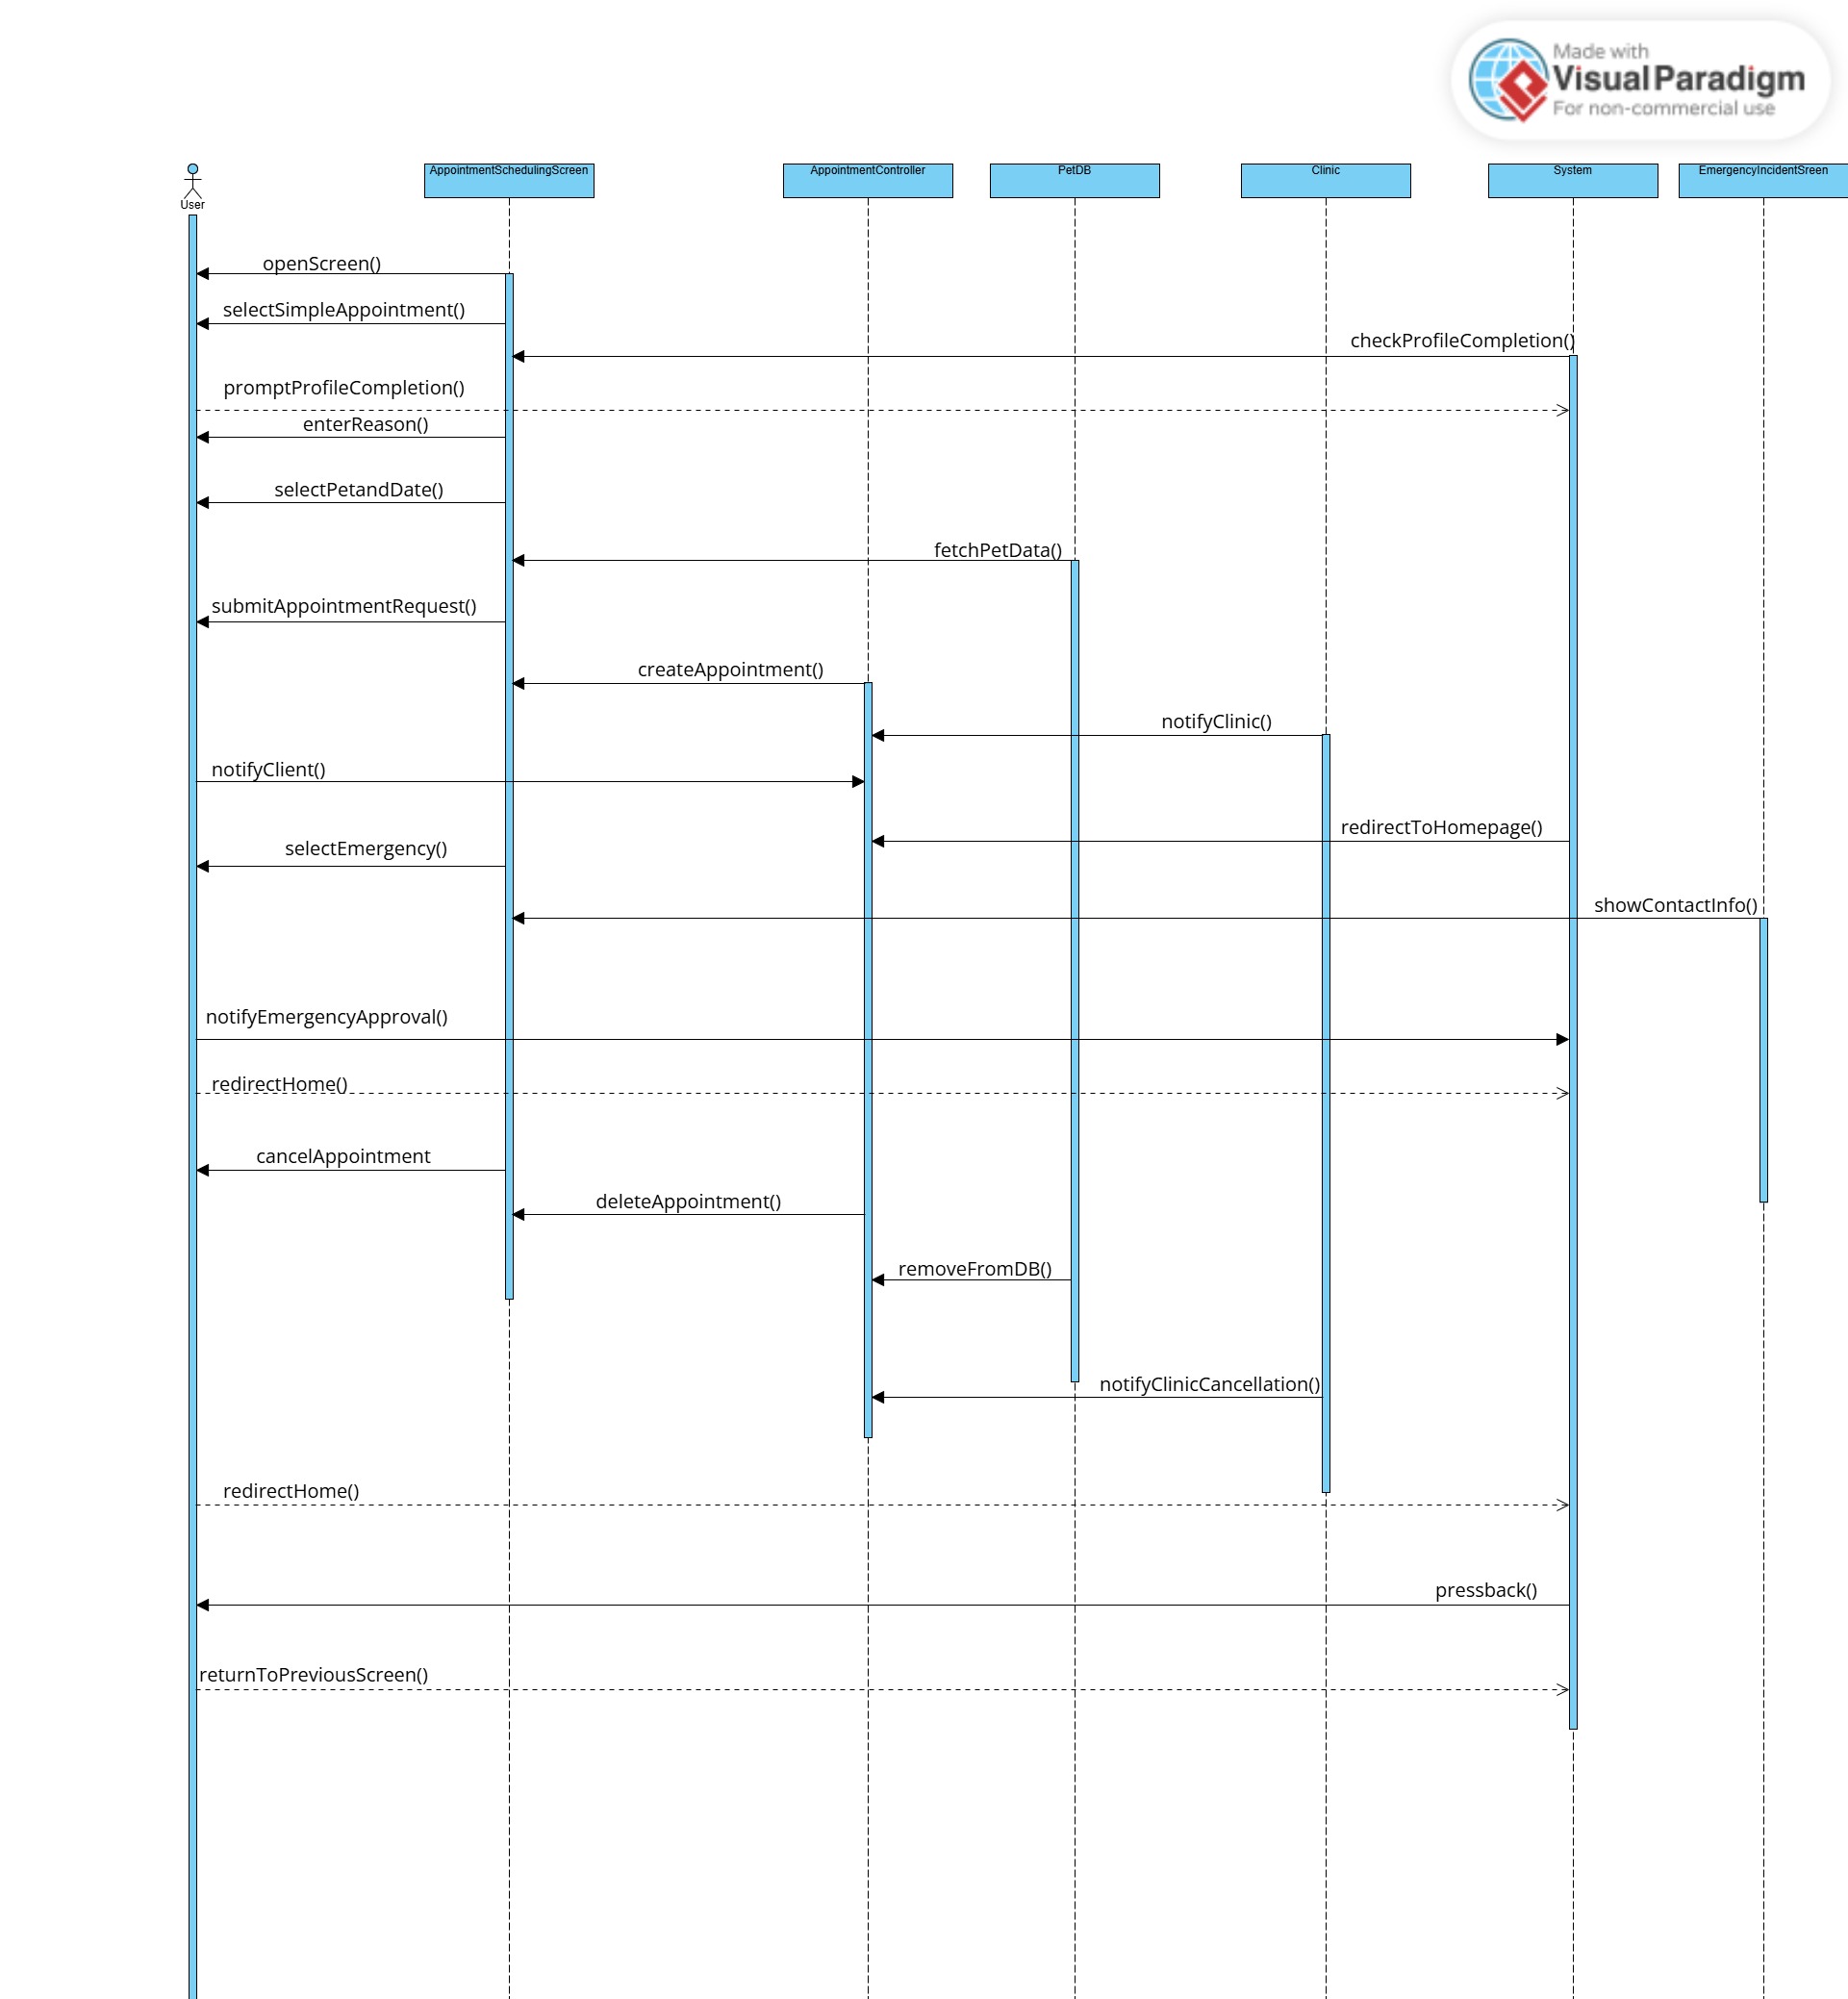 Made with
Visual Paradigm
For non-commercial use
User
AppointmentSchedulingScreen
AppointmentController
PetDB
Clinic
System
EmergencyIncidentSreen
openScreen()
selectSimpleAppointment()
checkProfileCompletion()
promptProfileCompletion()
enterReason()
selectPetandDate()
fetchPetData()
submitAppointmentRequest()
createAppointment()
notifyClinic()
notifyClient()
redirectToHomepage()
selectEmergency()
showContactInfo()
notifyEmergencyApproval()
redirectHome()
cancelAppointment
deleteAppointment()
removeFromDB()
notifyClinicCancellation()
redirectHome()
pressback()
returnToPreviousScreen()